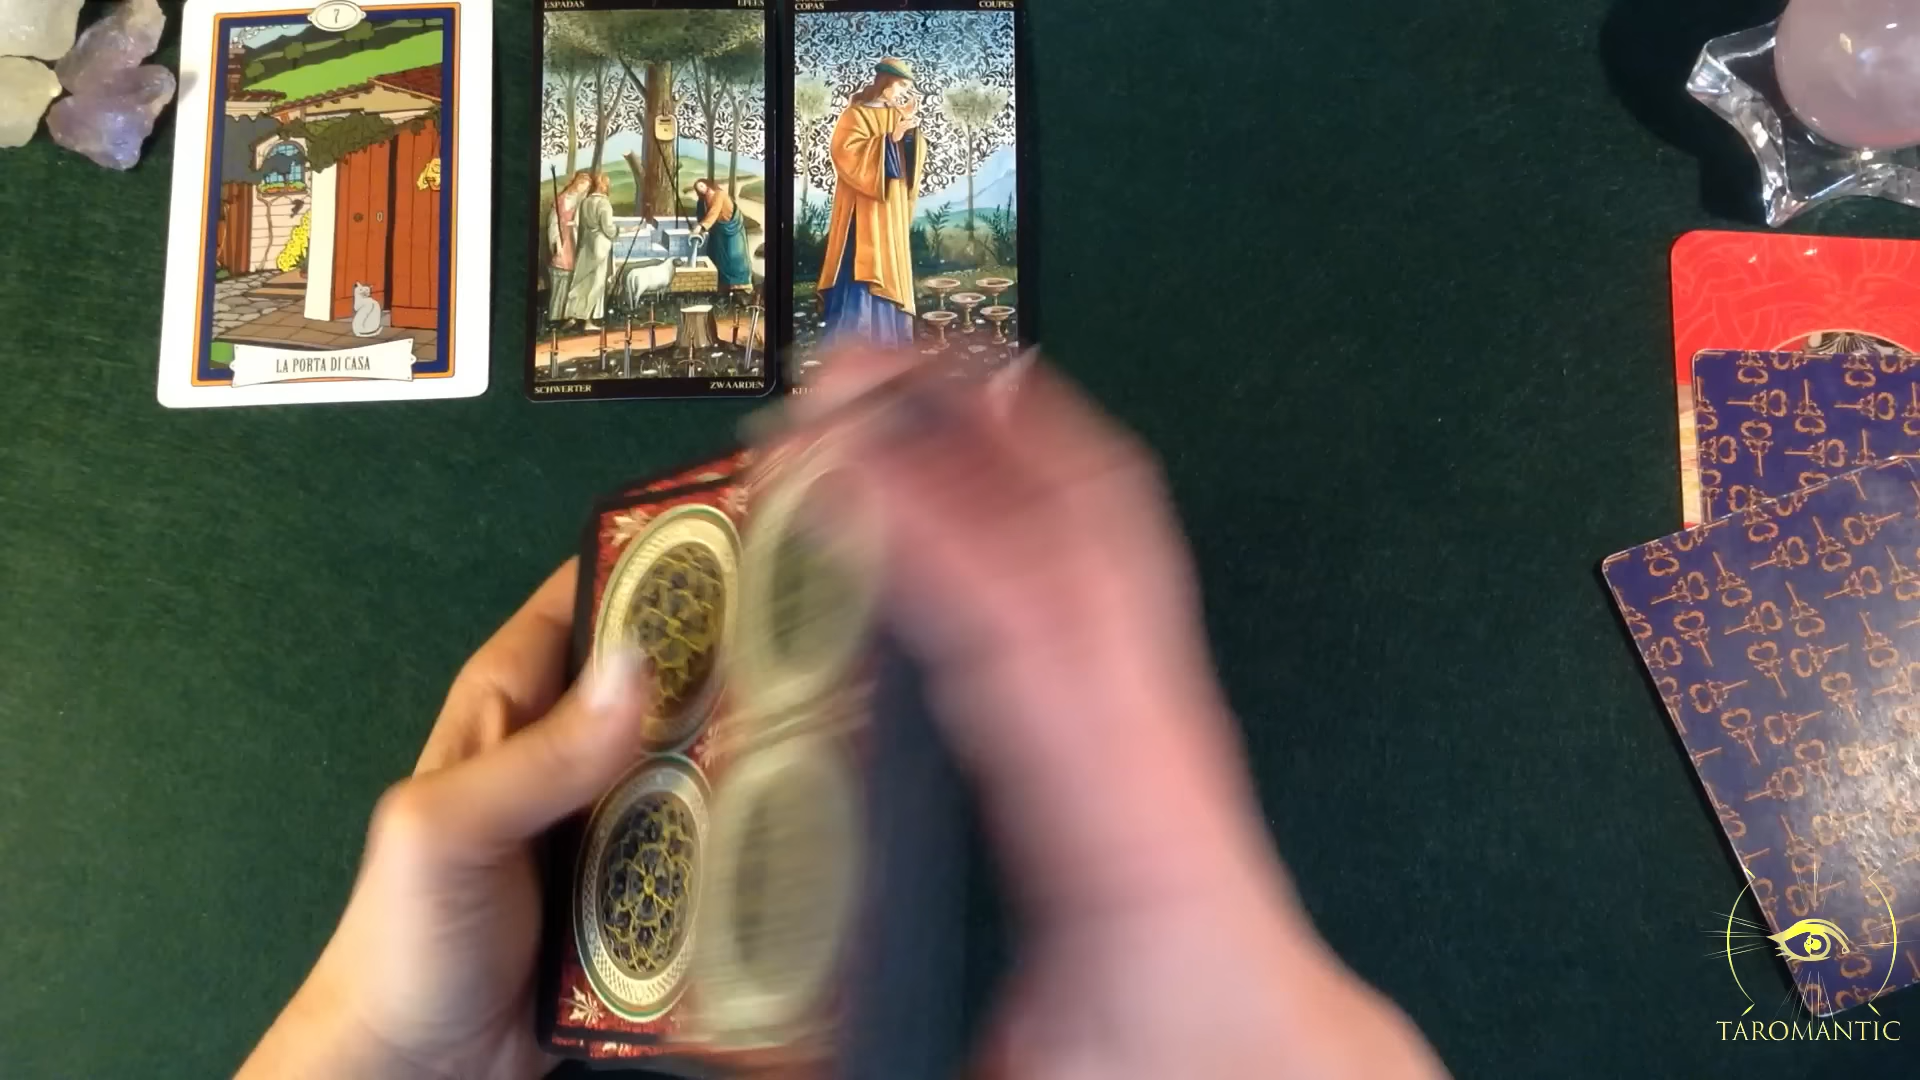 7
ESPADAS
EPEES
COPAS
COUPES
LA PORTA DI CASA
SCHWERTER
ZWAARDEN
TAROMANTIC